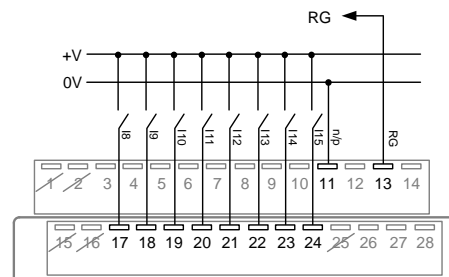 RG
+V
0V
I8 I9 I10 I11 I12 I13 I14 I15 n/p RG
1 2 3 4 5 6 7 8 9 10 11 12 13 14
15 16 17 18 19 20 21 22 23 24 25 26 27 28